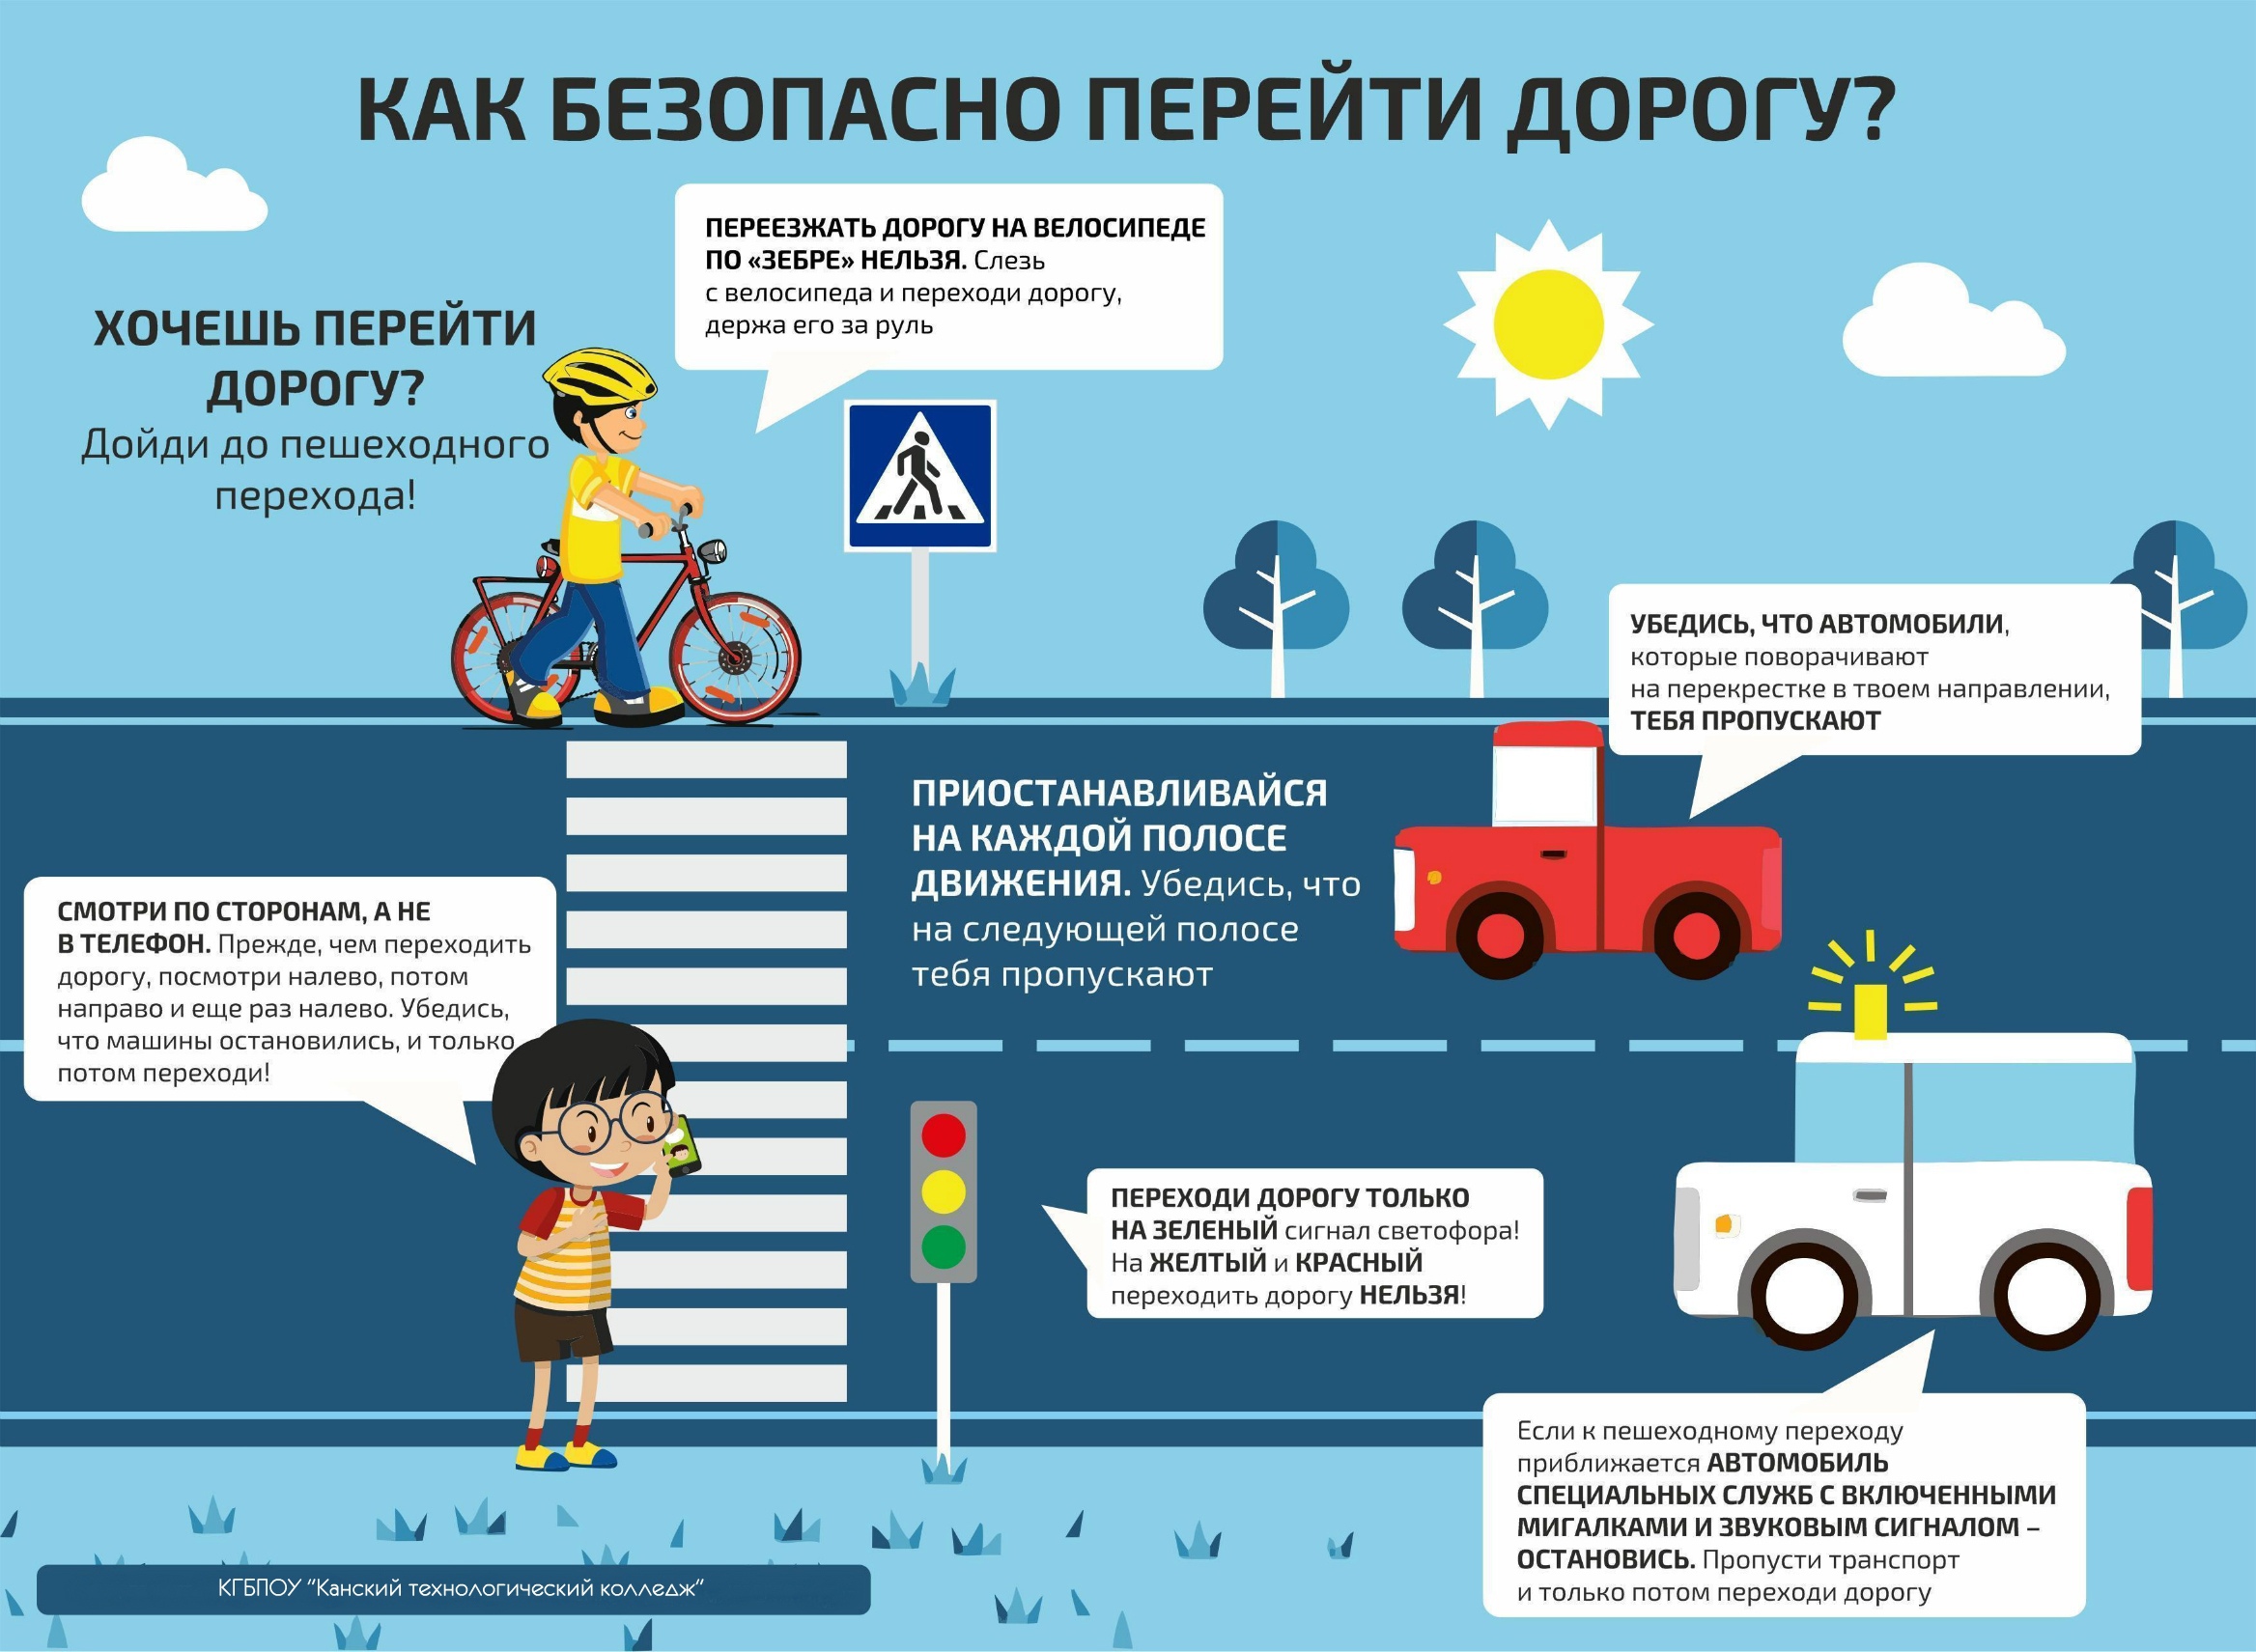 КАК БЕЗОПАСНО ПЕРЕЙТИ ДОРОГУ?
ПЕРЕЕЗЖАТЬ ДОРОГУ НА ВЕЛОСИПЕДЕ
ПО «ЗЕБРЕ» НЕЛЬЗЯ. Слезь
с велосипеда и переходи дорогу,
держа его за руль
ХОЧЕШЬ ПЕРЕЙТИ
ДОРОГУ?
Дойди до пешеходного
перехода!
УБЕДИСЬ, ЧТО АВТОМОБИЛИ,
которые поворачивают
на перекрестке в твоем направлении,
ТЕБЯ ПРОПУСКАЮТ
ПРИОСТАНАВЛИВАЙСЯ
НА КАЖДОЙ ПОЛОСЕ
ДВИЖЕНИЯ. Убедись, что
на следующей полосе
тебя пропускают
СМОТРИ ПО СТОРОНАМ, А НЕ
В ТЕЛЕФОН. Прежде, чем переходить
дорогу, посмотри налево, потом
направо и еще раз налево. Убедись,
что машины остановились, и только
потом переходи!
ПЕРЕХОДИ ДОРОГУ ТОЛЬКО
НА ЗЕЛЕНЫЙ сигнал светофора!
На ЖЕЛТЫЙ и КРАСНЫЙ
переходить дорогу НЕЛЬЗЯ!
Если к пешеходному переходу
приближается АВТОМОБИЛЬ
СПЕЦИАЛЬНЫХ СЛУЖБ С ВКЛЮЧЕННЫМИ
МИГАЛКАМИ И ЗВУКОВЫМ СИГНАЛОМ –
ОСТАНОВИСЬ. Пропусти транспорт
и только потом переходи дорогу
КГБПОУ "Канский технологический колледж"